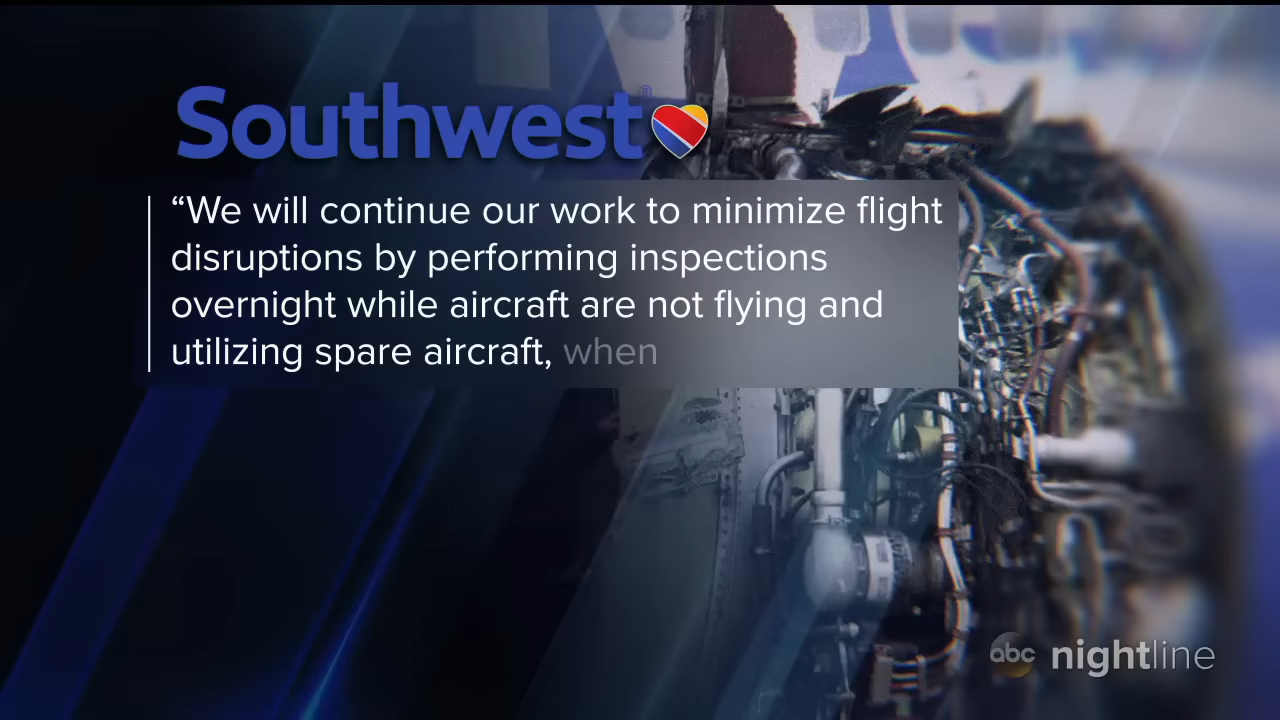 Southwest®
“We will continue our work to minimize flight
disruptions by performing inspections
overnight while aircraft are not flying and
utilizing spare aircraft, when
abc nightline